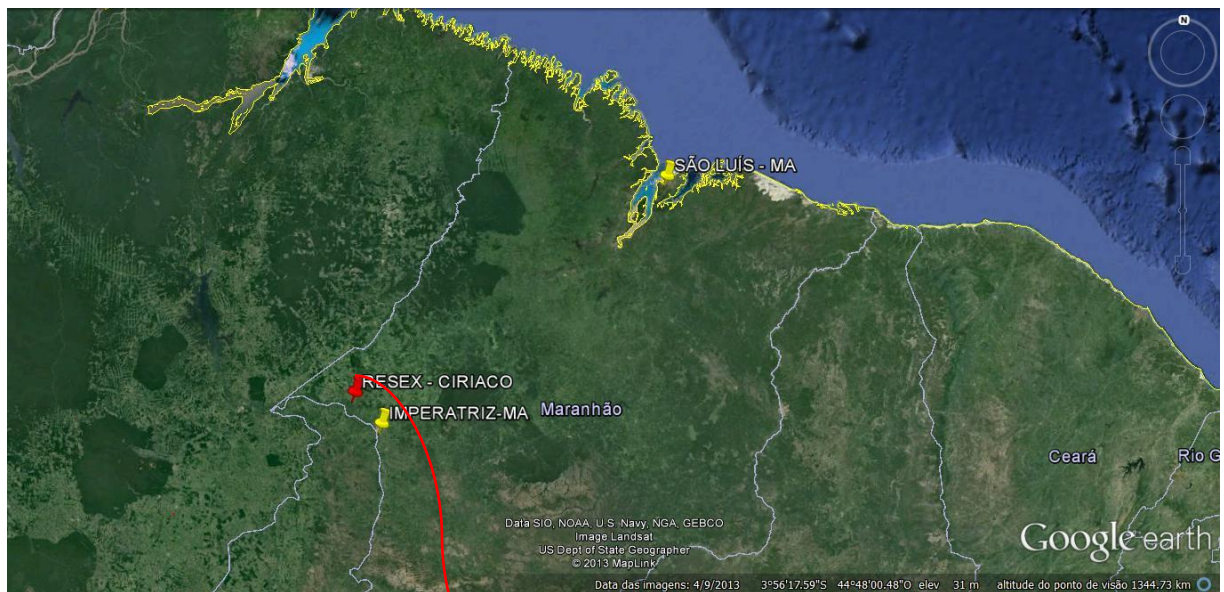 N
SÃO LUÍS - MA
RESEX - CIRIACO
IMPERATRIZ-MA
Maranhão
Ceará
Rio G
Data SIO, NOAA, U.S. Navy, NGA, GEBCO
Image Landsat
US Dept of State Geographer
© 2013 MapLink
Google earth
Data das imagens: 4/9/2013 3°56'17.59"S 44°48'00.48"O elev 31 m altitude do ponto de visão 1344.73 km